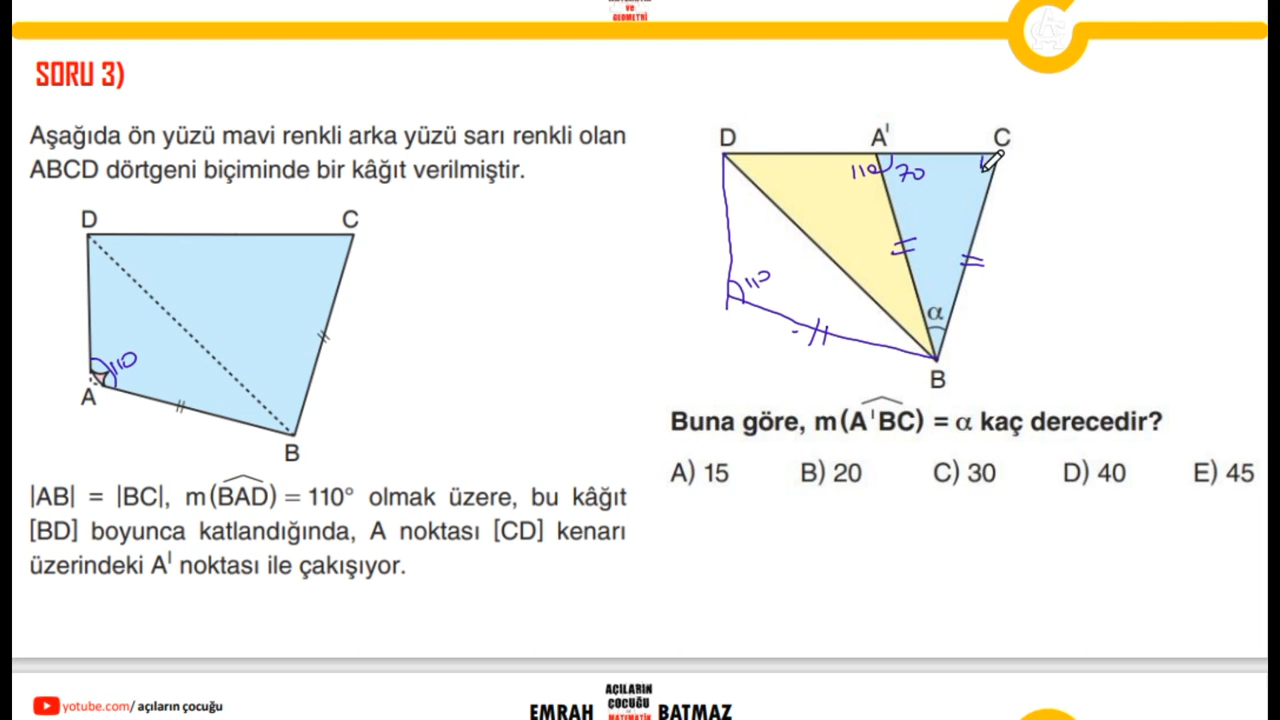 ve
GEOMETRİ
SORU 3)
Aşağıda ön yüzü mavi renkli arka yüzü sarı renkli olan
ABCD dörtgeni biçiminde bir kâğıt verilmiştir.
D
C
110
A
B
|AB| = |BC|, m(BAD) = 110° olmak üzere, bu kâğıt
[BD] boyunca katlandığında, A noktası [CD] kenarı
üzerindeki A' noktası ile çakışıyor.
D
A'
C
110
70
110
α
B
Buna göre, m(A'BC) = α kaç derecedir?
A) 15 B) 20 C) 30 D) 40 E) 45
yotube.com/ açıların çocuğu
EMRAH
AÇILARIN
ÇOCUĞU
MATEMATİK
BATMAZ